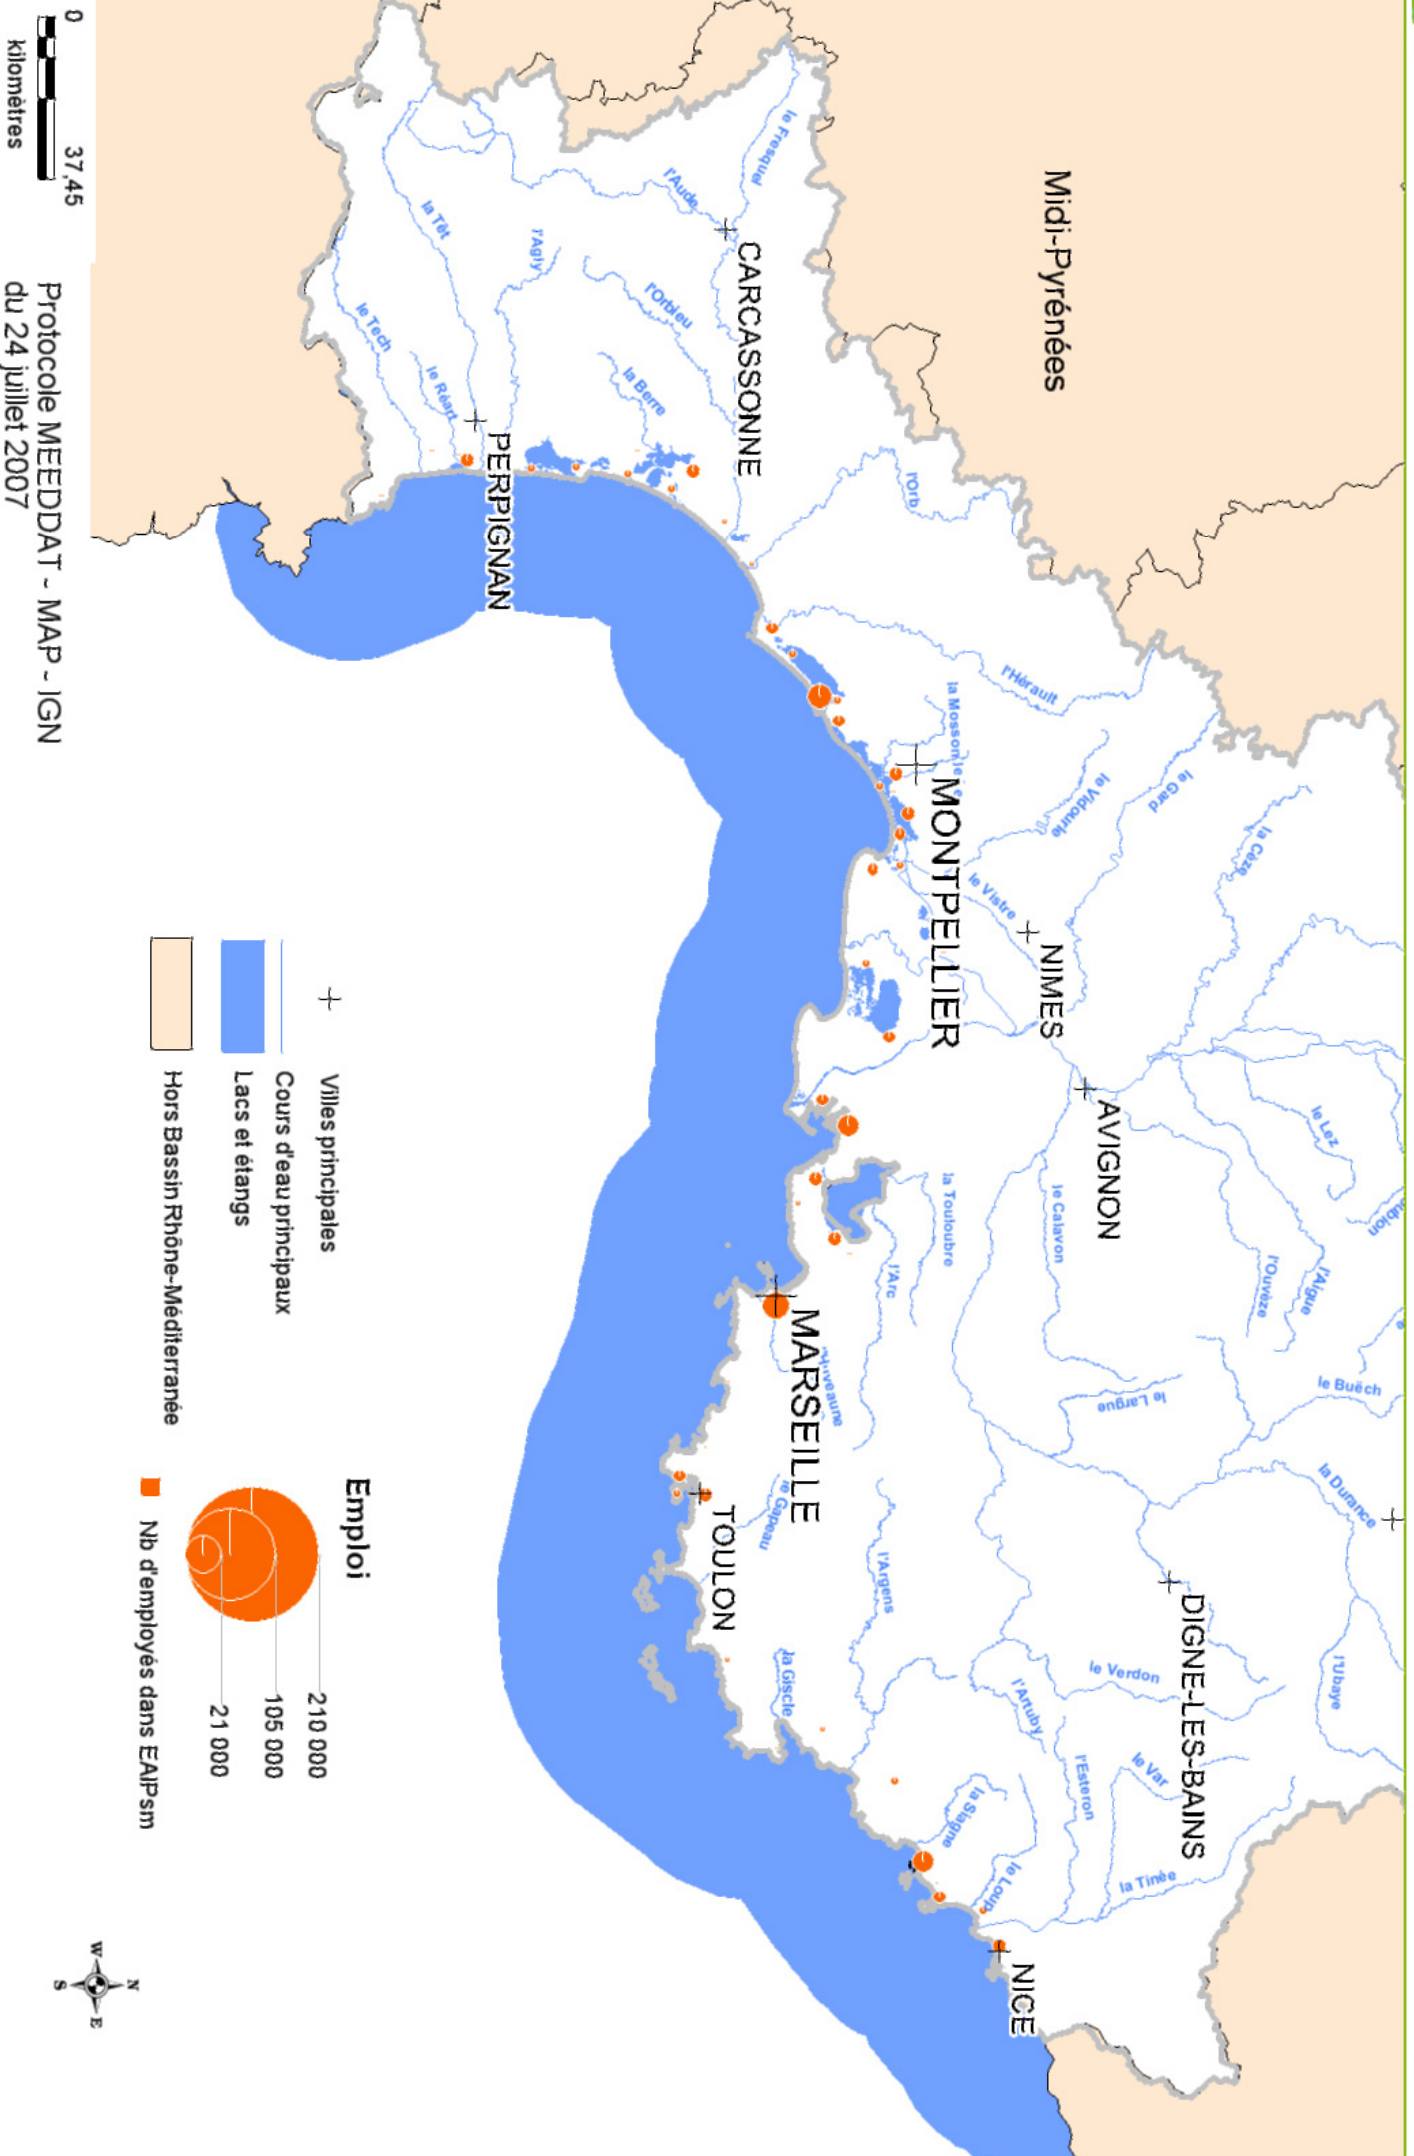 Midi-Pyrénées
le Fresquel
l'Aude
CARCASSONNE
l'Orbieu
la Berre
l'Agly
la Têt
le Tech
le Réart
PERPIGNAN
l'Orb
l'Hérault
la Mosson
MONTPELLIER
le Vidourle
le Gard
la Cèze
le Vistre
NIMES
AVIGNON
le Lez
l'Ouvèze
l'Aigue
le Calavon
la Touloubre
l'Arc
MARSEILLE
le Largue
le Buëch
la Durance
DIGNE-LES-BAINS
l'Ubaye
le Verdon
l'Artuby
l'Esteron
le Var
la Tinée
l'Argens
le Gapeau
TOULON
la Giscle
la Siagne
le Loup
NICE
Villes principales
Cours d'eau principaux
Lacs et étangs
Hors Bassin Rhône-Méditerranée
Emploi
210 000
105 000
21 000
Nb d'employés dans EAIPsm
N
W
E
S
0
37,45
kilomètres
Protocole MEEDDAT - MAP - IGN
du 24 juillet 2007